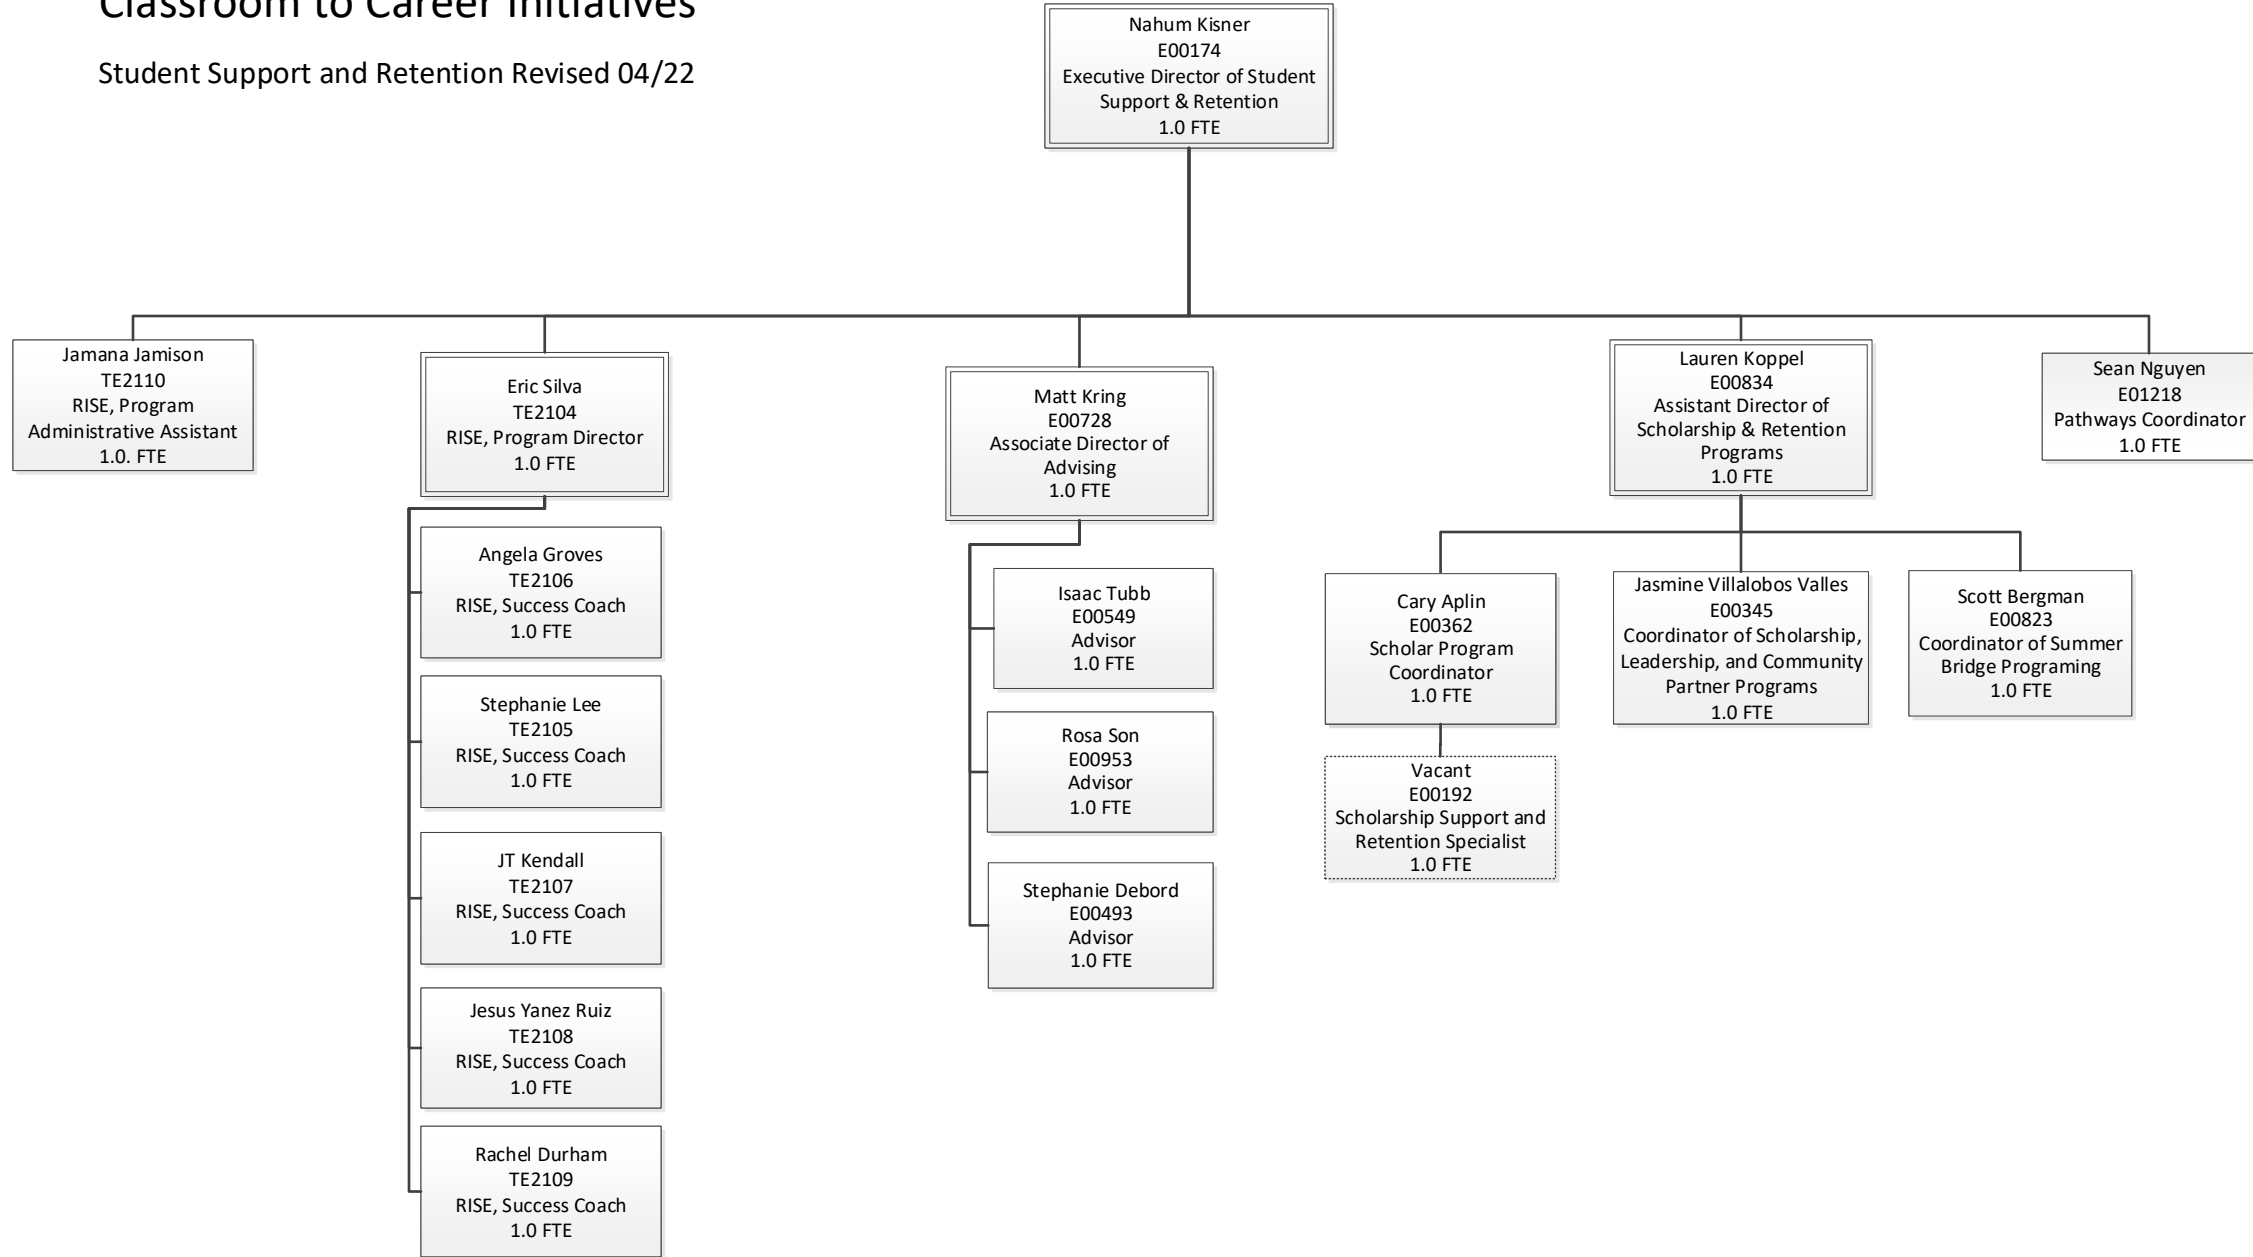 Classroom to Career Initiatives
Student Support and Retention Revised 04/22
Nahum Kisner
E00174
Executive Director of Student
Support & Retention
1.0 FTE
Jamana Jamison
TE2110
RISE, Program
Administrative Assistant
1.0. FTE
Eric Silva
TE2104
RISE, Program Director
1.0 FTE
Angela Groves
TE2106
RISE, Success Coach
1.0 FTE
Stephanie Lee
TE2105
RISE, Success Coach
1.0 FTE
JT Kendall
TE2107
RISE, Success Coach
1.0 FTE
Jesus Yanez Ruiz
TE2108
RISE, Success Coach
1.0 FTE
Rachel Durham
TE2109
RISE, Success Coach
1.0 FTE
Matt Kring
E00728
Associate Director of
Advising
1.0 FTE
Isaac Tubb
E00549
Advisor
1.0 FTE
Rosa Son
E00953
Advisor
1.0 FTE
Stephanie Debord
E00493
Advisor
1.0 FTE
Lauren Koppel
E00834
Assistant Director of
Scholarship & Retention
Programs
1.0 FTE
Cary Aplin
E00362
Scholar Program
Coordinator
1.0 FTE
Vacant
E00192
Scholarship Support and
Retention Specialist
1.0 FTE
Jasmine Villalobos Valles
E00345
Coordinator of Scholarship,
Leadership, and Community
Partner Programs
1.0 FTE
Scott Bergman
E00823
Coordinator of Summer
Bridge Programing
1.0 FTE
Sean Nguyen
E01218
Pathways Coordinator
1.0 FTE